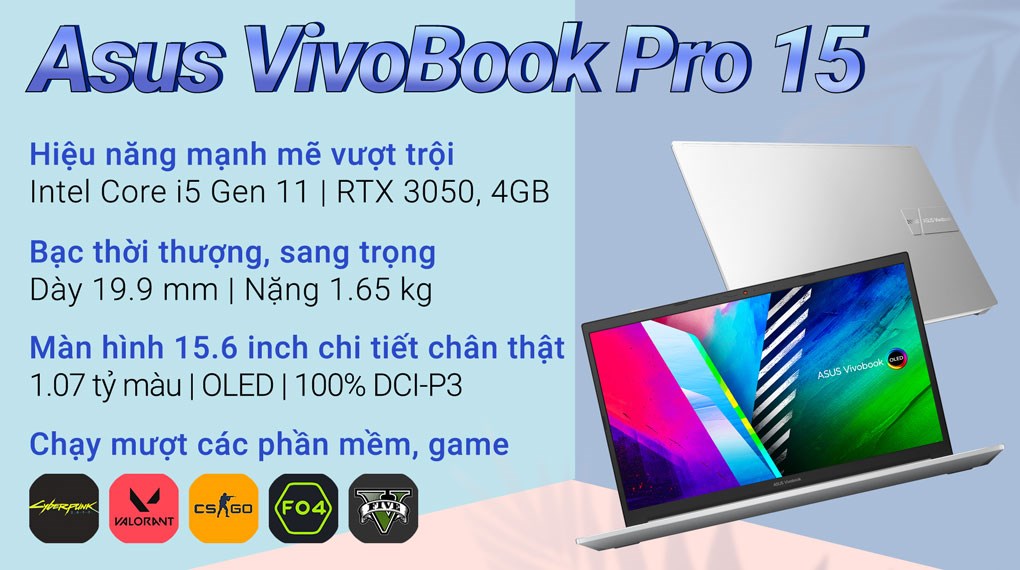 Asus VivoBook Pro 15
Hiệu năng mạnh mẽ vượt trội
Intel Core i5 Gen 11 | RTX 3050, 4GB
Bạc thời thượng, sang trọng
Dày 19.9 mm | Nặng 1.65 kg
Màn hình 15.6 inch chi tiết chân thật
1.07 tỷ màu | OLED | 100% DCI-P3
Chạy mượt các phần mềm, game
Cyberpunk
VALORANT
CS GO
FO4
V FIVE
ASUS Vivobook OLED
ASUS Vivobook